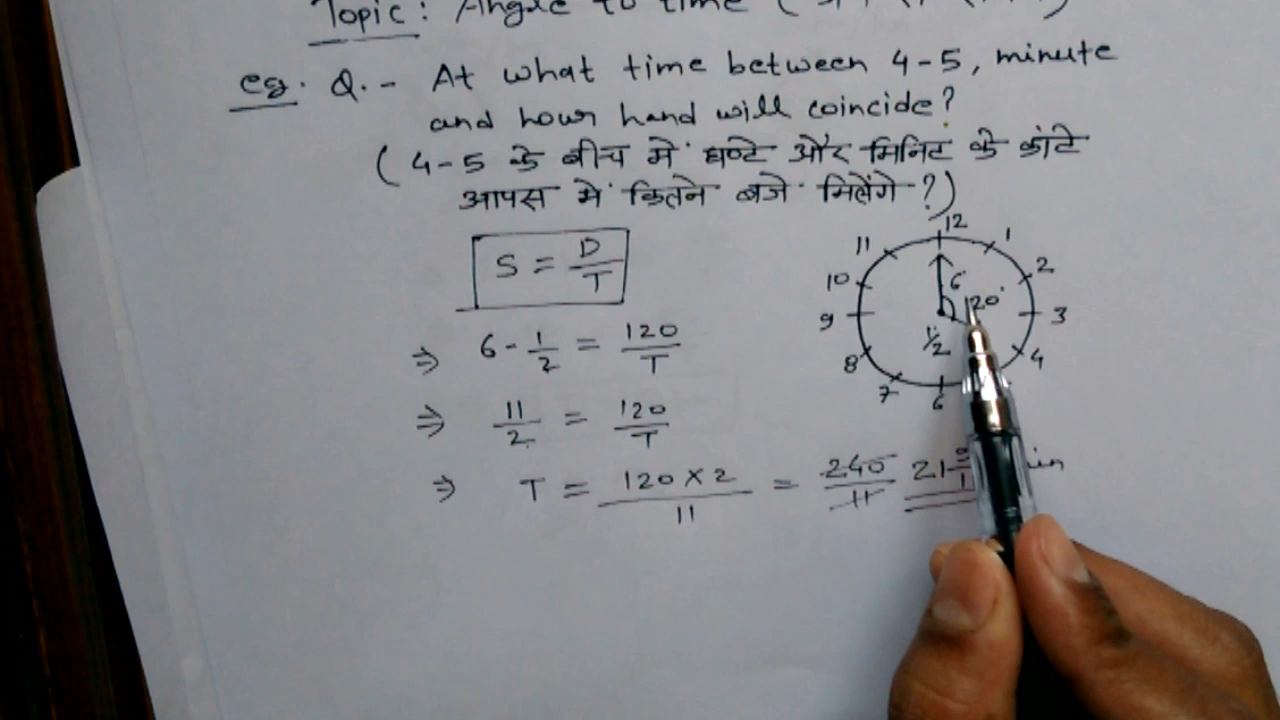 Topic: Angle to time (
eg. Q.- At what time between 4-5, minute
and hour hand will coincide?
( 4-5 के बीच में घण्टे और मिनिट के कांटे
आपस में कितने बजे मिलेंगे ?)
S = D/T
⇒ 6 - 1/2 = 120/T
⇒ 11/2 = 120/T
⇒ T = 120 X 2 / 11 = 240/11 21
12
1
2
3
4
6
7
8
9
10
11
6
120°
1/2